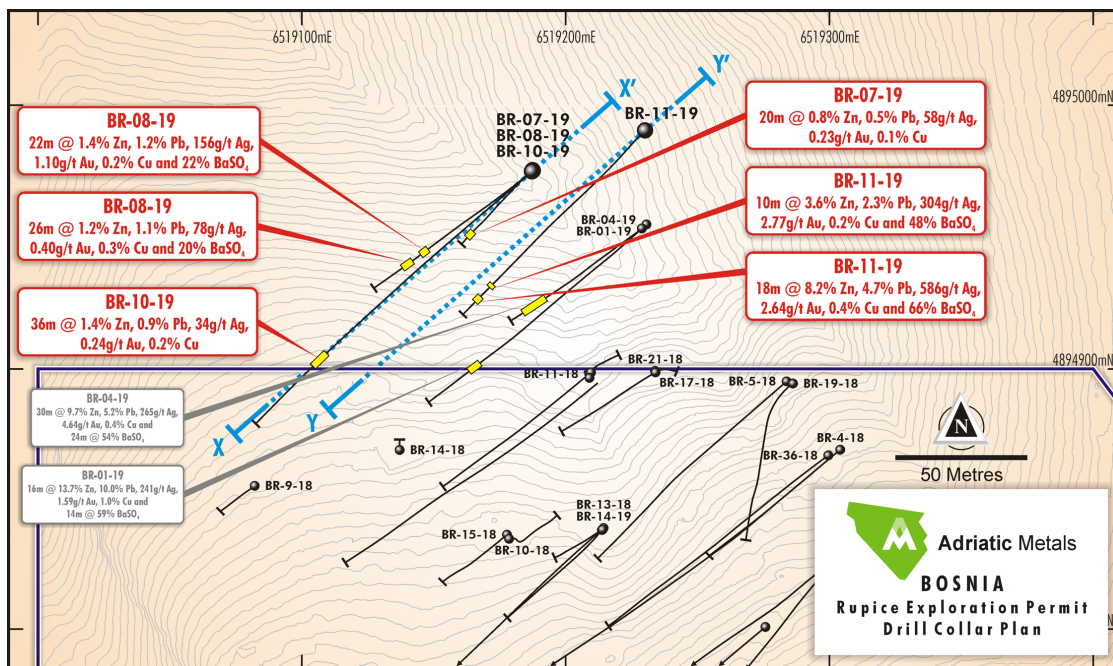 6519100mE
6519200mE
6519300mE
4895000mN
4894900mN
X'
Y'
X
Y
BR-08-19
22m @ 1.4% Zn, 1.2% Pb, 156g/t Ag,
1.10g/t Au, 0.2% Cu and 22% BaSO₄
BR-08-19
26m @ 1.2% Zn, 1.1% Pb, 78g/t Ag,
0.40g/t Au, 0.3% Cu and 20% BaSO₄
BR-10-19
36m @ 1.4% Zn, 0.9% Pb, 34g/t Ag,
0.24g/t Au, 0.2% Cu
BR-04-19
30m @ 9.7% Zn, 5.2% Pb, 265g/t Ag,
4.64g/t Au, 0.4% Cu and
24m @ 54% BaSO₄
BR-01-19
16m @ 13.7% Zn, 10.0% Pb, 241g/t Ag,
1.59g/t Au, 1.0% Cu and
14m @ 59% BaSO₄
BR-07-19
BR-08-19
BR-10-19
BR-11-19
BR-07-19
20m @ 0.8% Zn, 0.5% Pb, 58g/t Ag,
0.23g/t Au, 0.1% Cu
BR-11-19
10m @ 3.6% Zn, 2.3% Pb, 304g/t Ag,
2.77g/t Au, 0.2% Cu and 48% BaSO₄
BR-11-19
18m @ 8.2% Zn, 4.7% Pb, 586g/t Ag,
2.64g/t Au, 0.4% Cu and 66% BaSO₄
BR-04-19
BR-01-19
BR-21-18
BR-11-18
BR-17-18
BR-5-18
BR-19-18
BR-14-18
BR-4-18
BR-36-18
BR-9-18
BR-13-18
BR-14-19
BR-15-18
BR-10-18
N
50 Metres
Adriatic Metals
BOSNIA
Rupice Exploration Permit
Drill Collar Plan